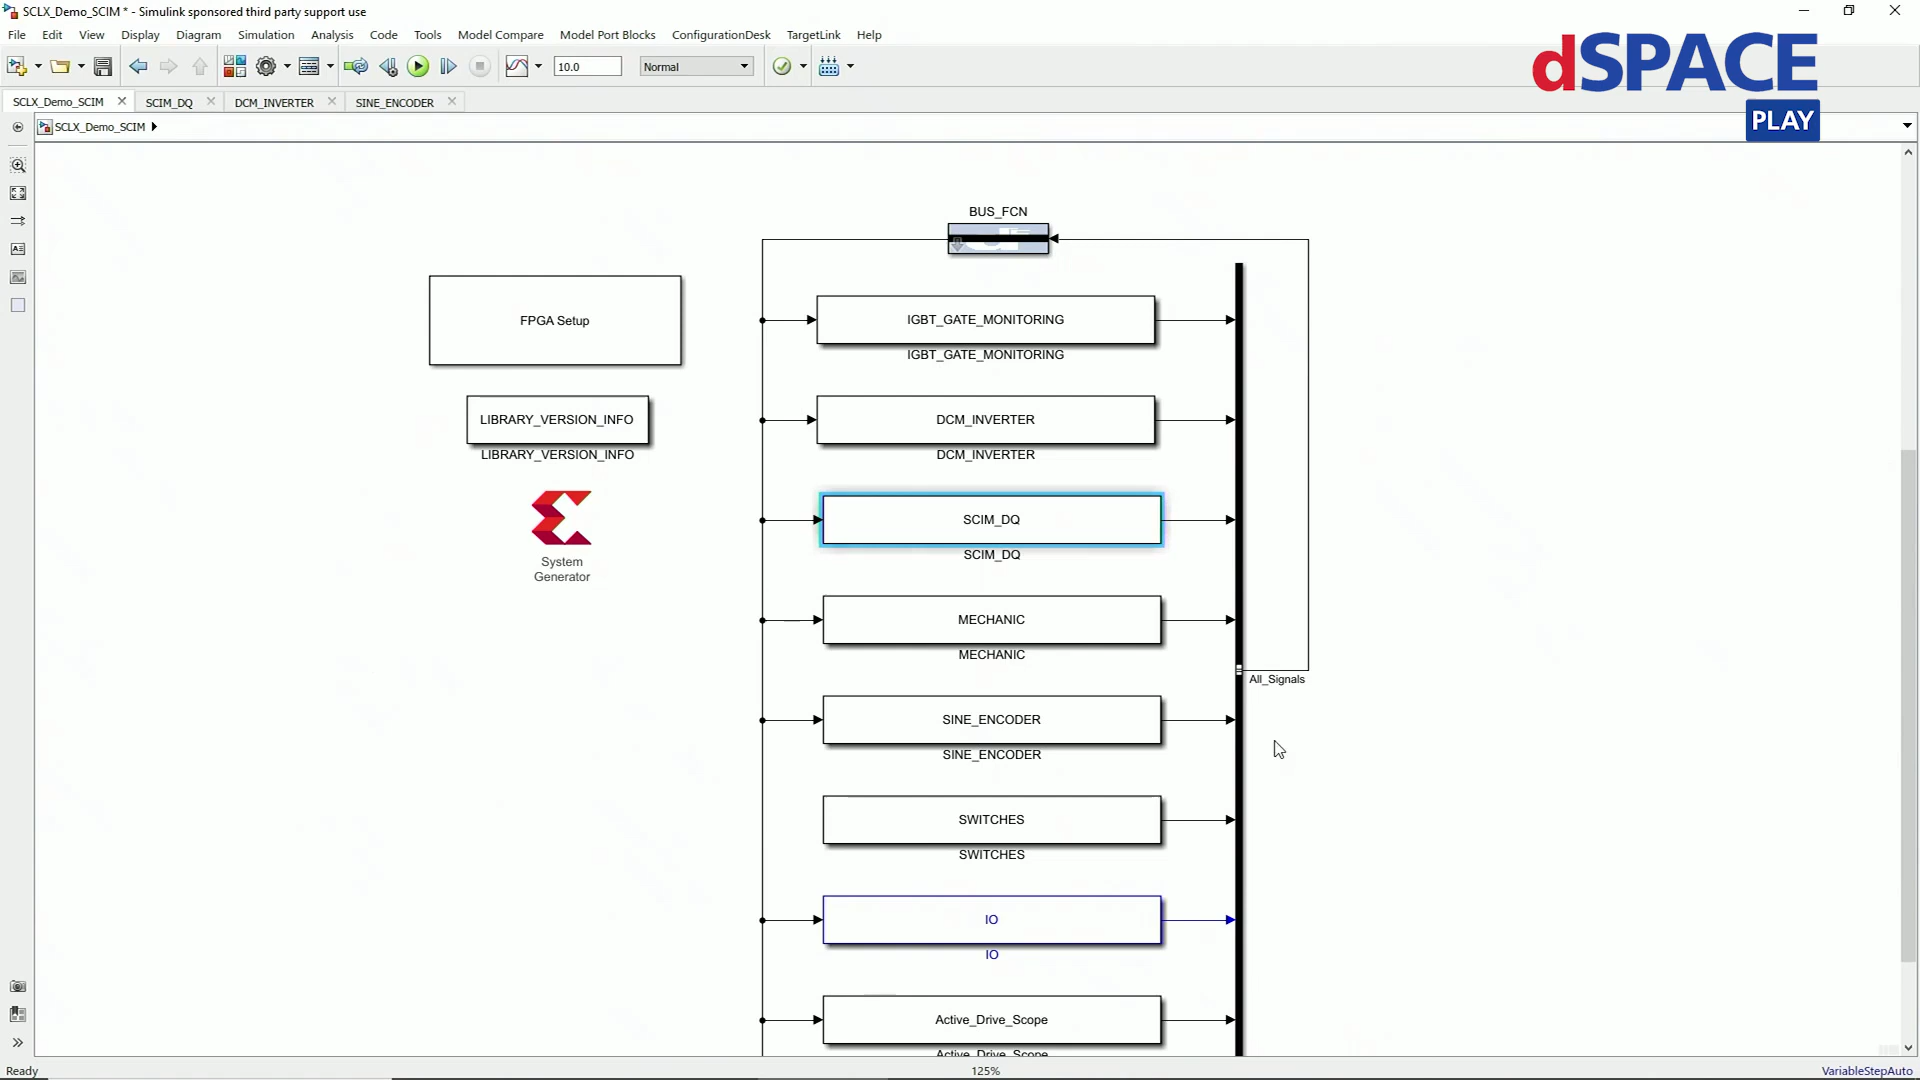 SCLX_Demo_SCIM * - Simulink sponsored third party support use
File Edit View Display Diagram Simulation Analysis Code Tools Model Compare Model Port Blocks ConfigurationDesk TargetLink Help
10.0 Normal
dSPACE
PLAY
SCLX_Demo_SCIM SCIM_DQ DCM_INVERTER SINE_ENCODER
SCLX_Demo_SCIM
BUS_FCN
FPGA Setup
IGBT_GATE_MONITORING
IGBT_GATE_MONITORING
LIBRARY_VERSION_INFO
LIBRARY_VERSION_INFO
DCM_INVERTER
DCM_INVERTER
System
Generator
SCIM_DQ
SCIM_DQ
MECHANIC
MECHANIC
All_Signals
SINE_ENCODER
SINE_ENCODER
SWITCHES
SWITCHES
IO
IO
Active_Drive_Scope
Active_Drive_Scope
Ready 125% VariableStepAuto